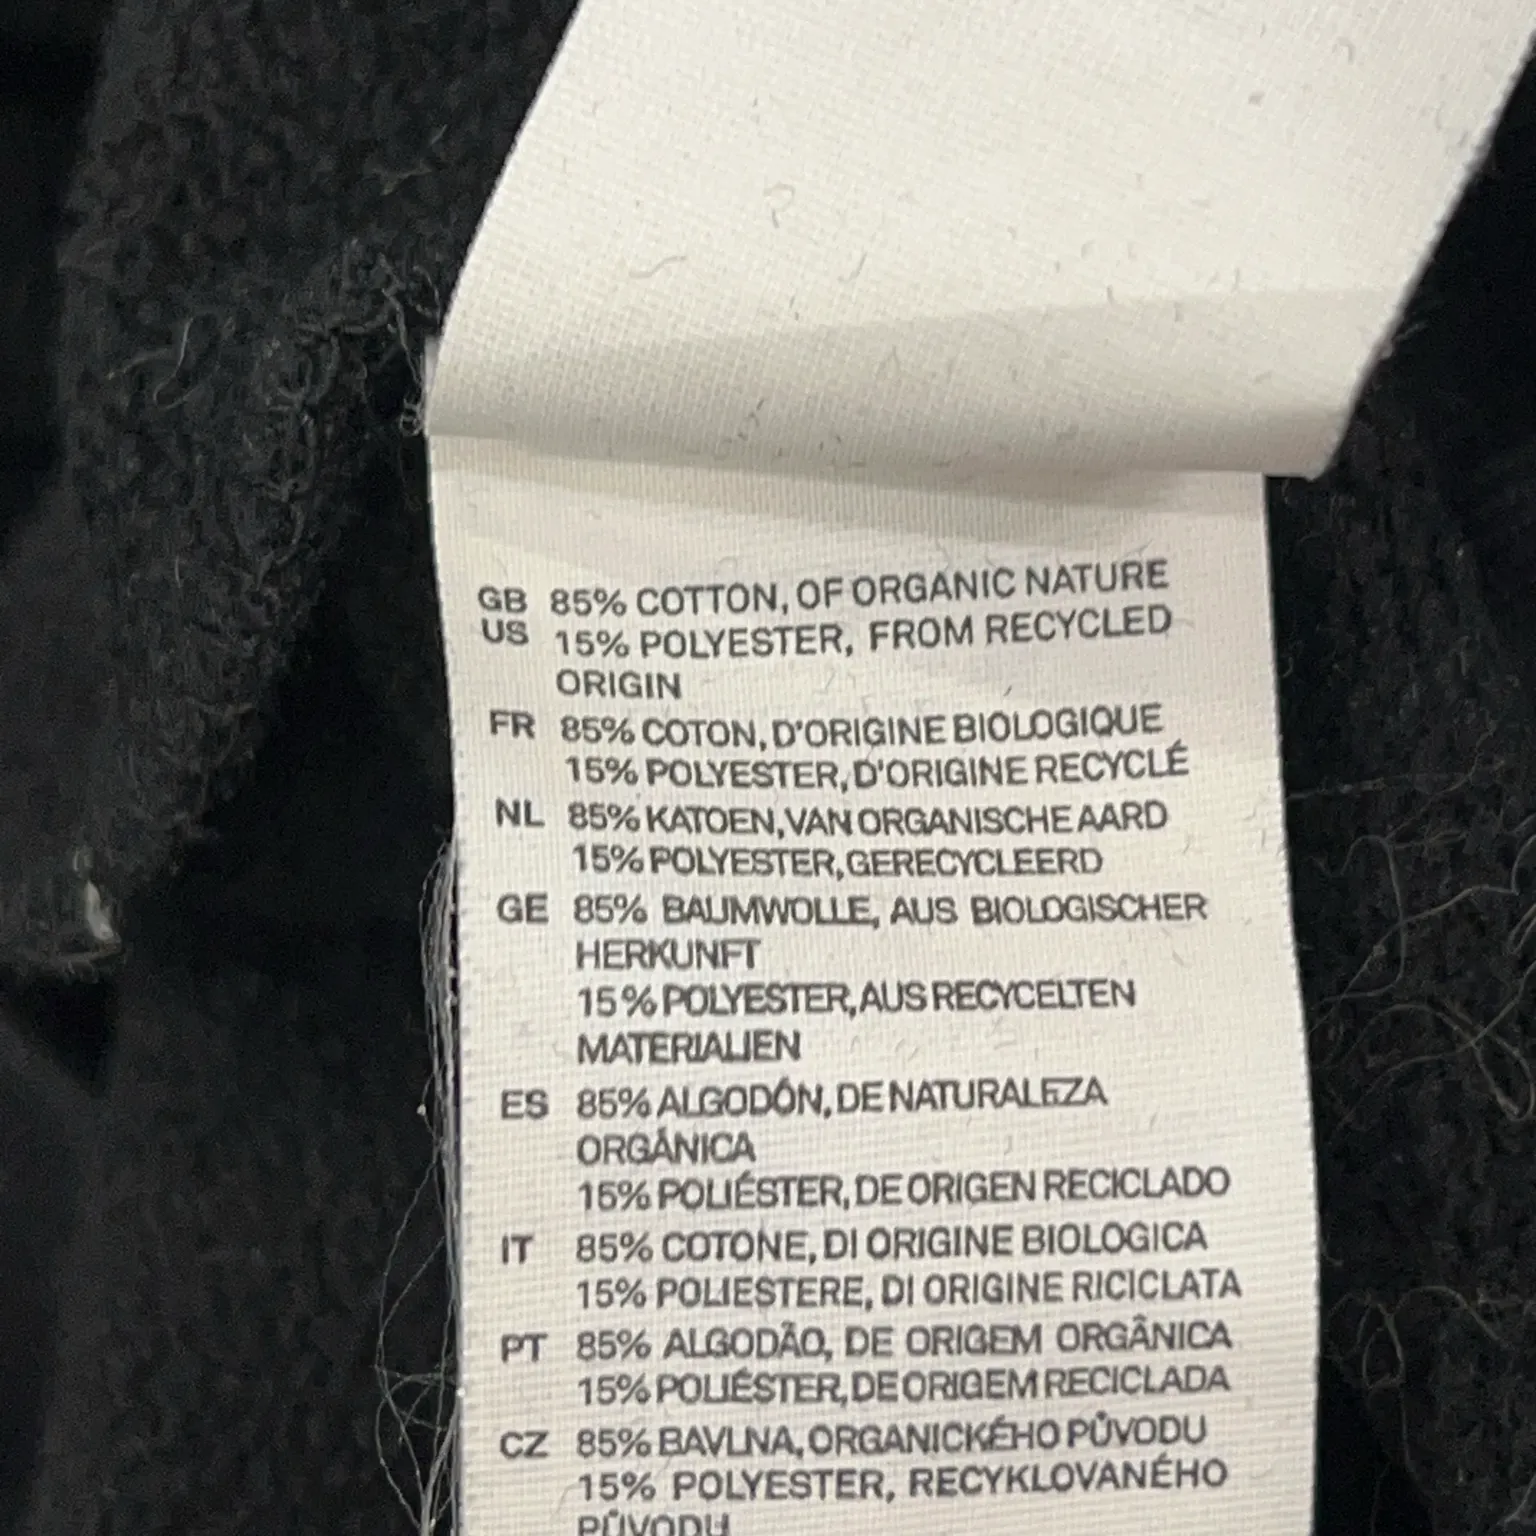 GB 85% COTTON, OF ORGANIC NATURE
US 15% POLYESTER, FROM RECYCLED
ORIGIN
FR 85% COTON, D'ORIGINE BIOLOGIQUE
15% POLYESTER, D'ORIGINE RECYCLÉ
NL 85% KATOEN, VAN ORGANISCHE AARD
15% POLYESTER, GERECYCLEERD
GE 85% BAUMWOLLE, AUS BIOLOGISCHER
HERKUNFT
15% POLYESTER, AUS RECYCELTEN
MATERIALIEN
ES 85% ALGODÓN, DE NATURALEZA
ORGÁNICA
15% POLIÉSTER, DE ORIGEN RECICLADO
IT 85% COTONE, DI ORIGINE BIOLOGICA
15% POLIESTERE, DI ORIGINE RICICLATA
PT 85% ALGODÃO, DE ORIGEM ORGÂNICA
15% POLIÉSTER, DE ORIGEM RECICLADA
CZ 85% BAVLNA, ORGANICKÉHO PŮVODU
15% POLYESTER, RECYKLOVANÉHO
PŮVODU